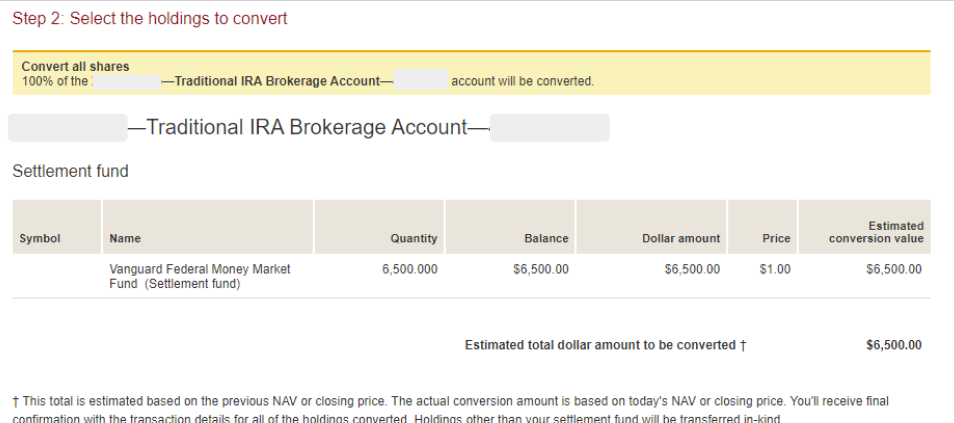 Step 2: Select the holdings to convert
Convert all shares
100% of the —Traditional IRA Brokerage Account— account will be converted.
—Traditional IRA Brokerage Account—
Settlement fund
Symbol Name Quantity Balance Dollar amount Price Estimated conversion value
Vanguard Federal Money Market 6,500.000 $6,500.00 $6,500.00 $1.00 $6,500.00
Fund (Settlement fund)
Estimated total dollar amount to be converted † $6,500.00
† This total is estimated based on the previous NAV or closing price. The actual conversion amount is based on today's NAV or closing price. You'll receive final
confirmation with the transaction details for all of the holdings converted. Holdings other than your settlement fund will be transferred in-kind